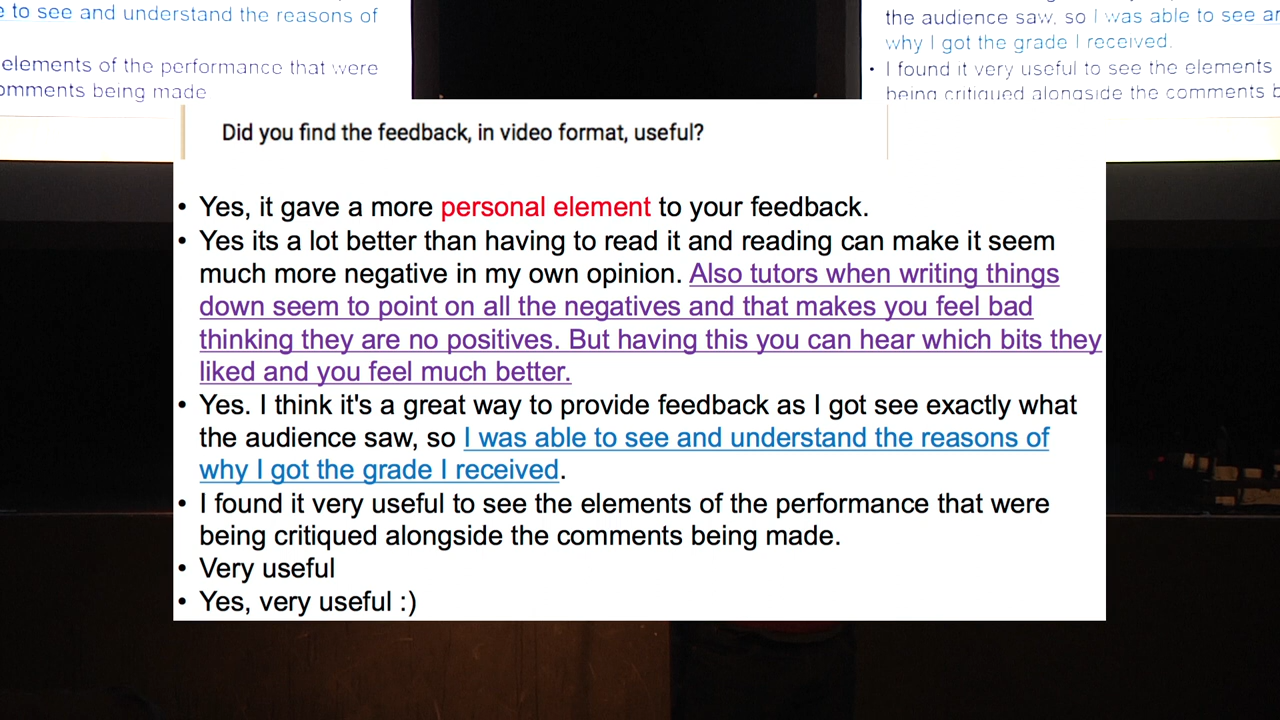 e to see and understand the reasons of
elements of the performance that were
omments being made
the audience saw, so I was able to see ar
why I got the grade I received.
• I found it very useful to see the elements
being critiqued alongside the comments b
Did you find the feedback, in video format, useful?
• Yes, it gave a more personal element to your feedback.
• Yes its a lot better than having to read it and reading can make it seem
much more negative in my own opinion. Also tutors when writing things
down seem to point on all the negatives and that makes you feel bad
thinking they are no positives. But having this you can hear which bits they
liked and you feel much better.
• Yes. I think it's a great way to provide feedback as I got see exactly what
the audience saw, so I was able to see and understand the reasons of
why I got the grade I received.
• I found it very useful to see the elements of the performance that were
being critiqued alongside the comments being made.
• Very useful
• Yes, very useful :)